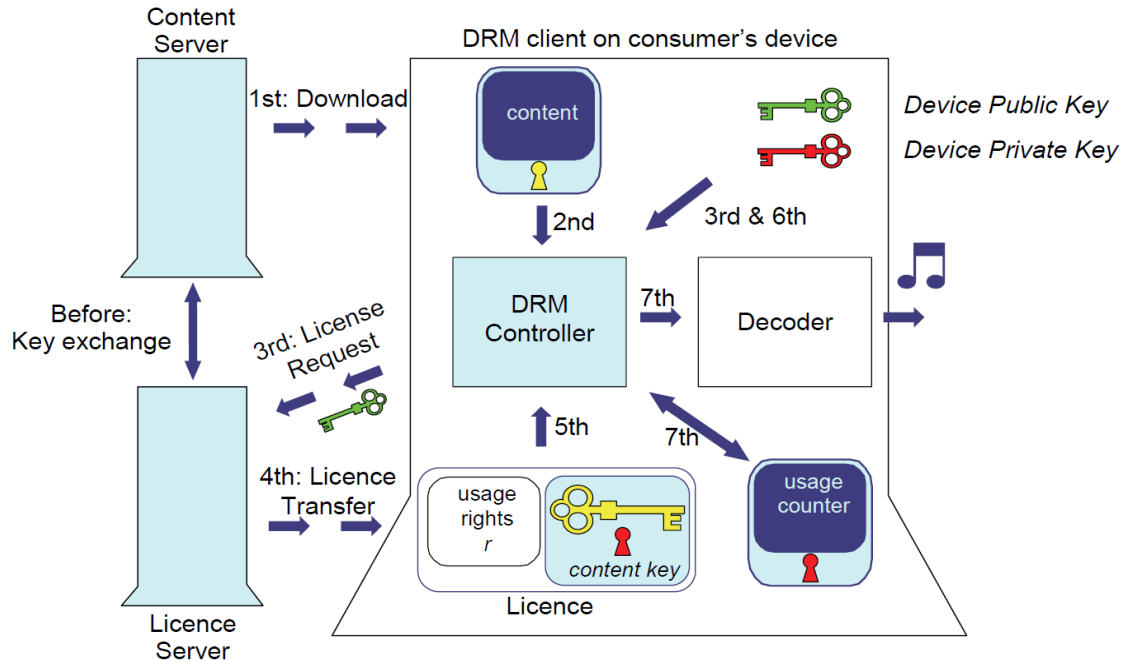 Content
Server
DRM client on consumer's device
1st: Download
content
Device Public Key
Device Private Key
2nd
3rd & 6th
Before:
Key exchange
3rd: License
Request
DRM
Controller
7th
Decoder
5th
7th
4th: Licence
Transfer
usage
rights
r
content key
usage
counter
Licence
Licence
Server